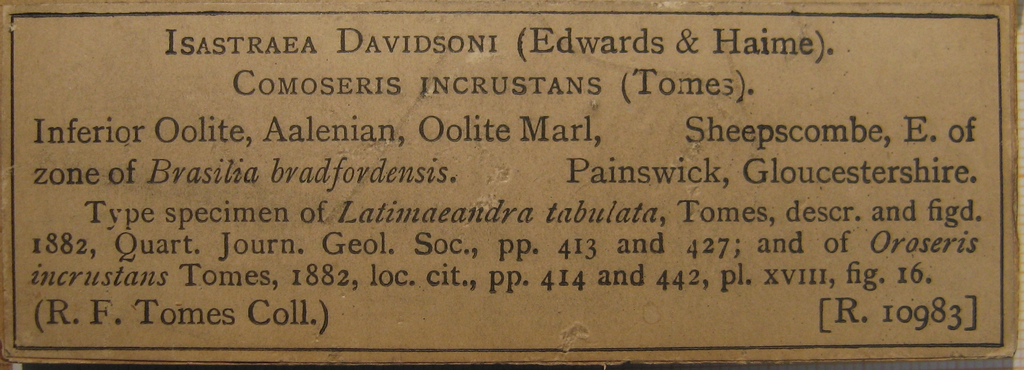 ISASTRAEA DAVIDSONI (Edwards & Haime).
COMOSERIS INCRUSTANS (Tomes).
Inferior Oolite, Aalenian, Oolite Marl, Sheepscombe, E. of
zone of Brasilia bradfordensis. Painswick, Gloucestershire.
Type specimen of Latimaeandra tabulata, Tomes, descr. and figd.
1882, Quart. Journ. Geol. Soc., pp. 413 and 427; and of Oroseris
incrustans Tomes, 1882, loc. cit., pp. 414 and 442, pl. XVIII, fig. 16.
(R. F. Tomes Coll.) [R. 10983]